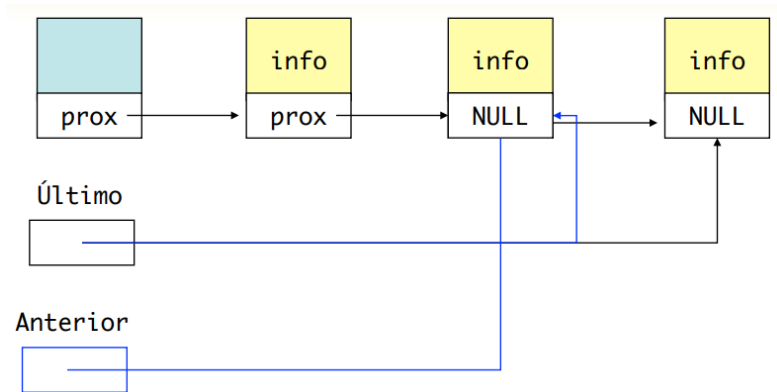 info info info
prox prox NULL NULL
Último
Anterior